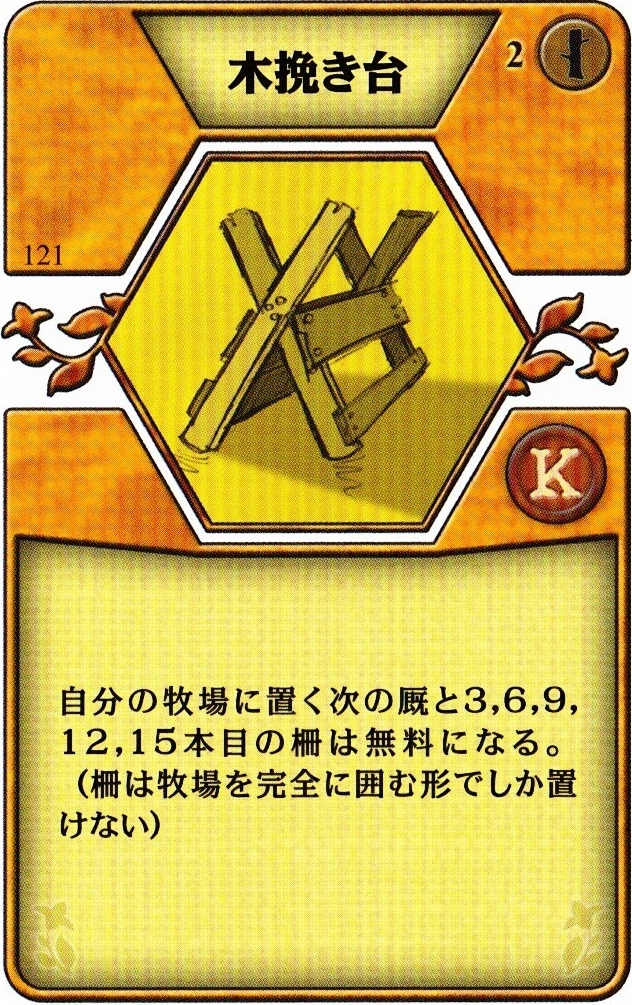 木挽き台
2
121
K
自分の牧場に置く次の厩と3,6,9,
12,15本目の柵は無料になる。
（柵は牧場を完全に囲む形でしか置
けない）